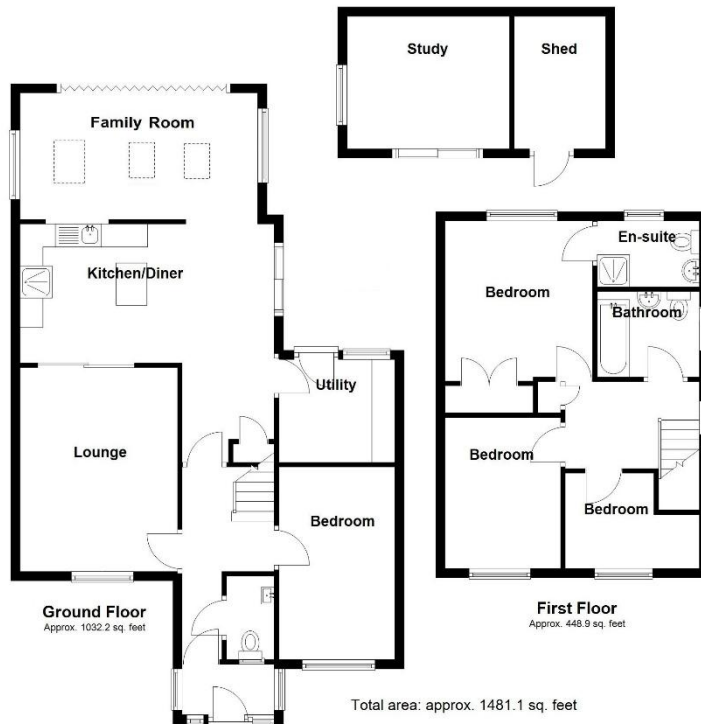 Study
Shed
Family Room
Kitchen/Diner
Utility
Lounge
Bedroom
Ground Floor
Approx. 1032.2 sq. feet
En-suite
Bedroom
Bathroom
Bedroom
Bedroom
First Floor
Approx. 448.9 sq. feet
Total area: approx. 1481.1 sq. feet